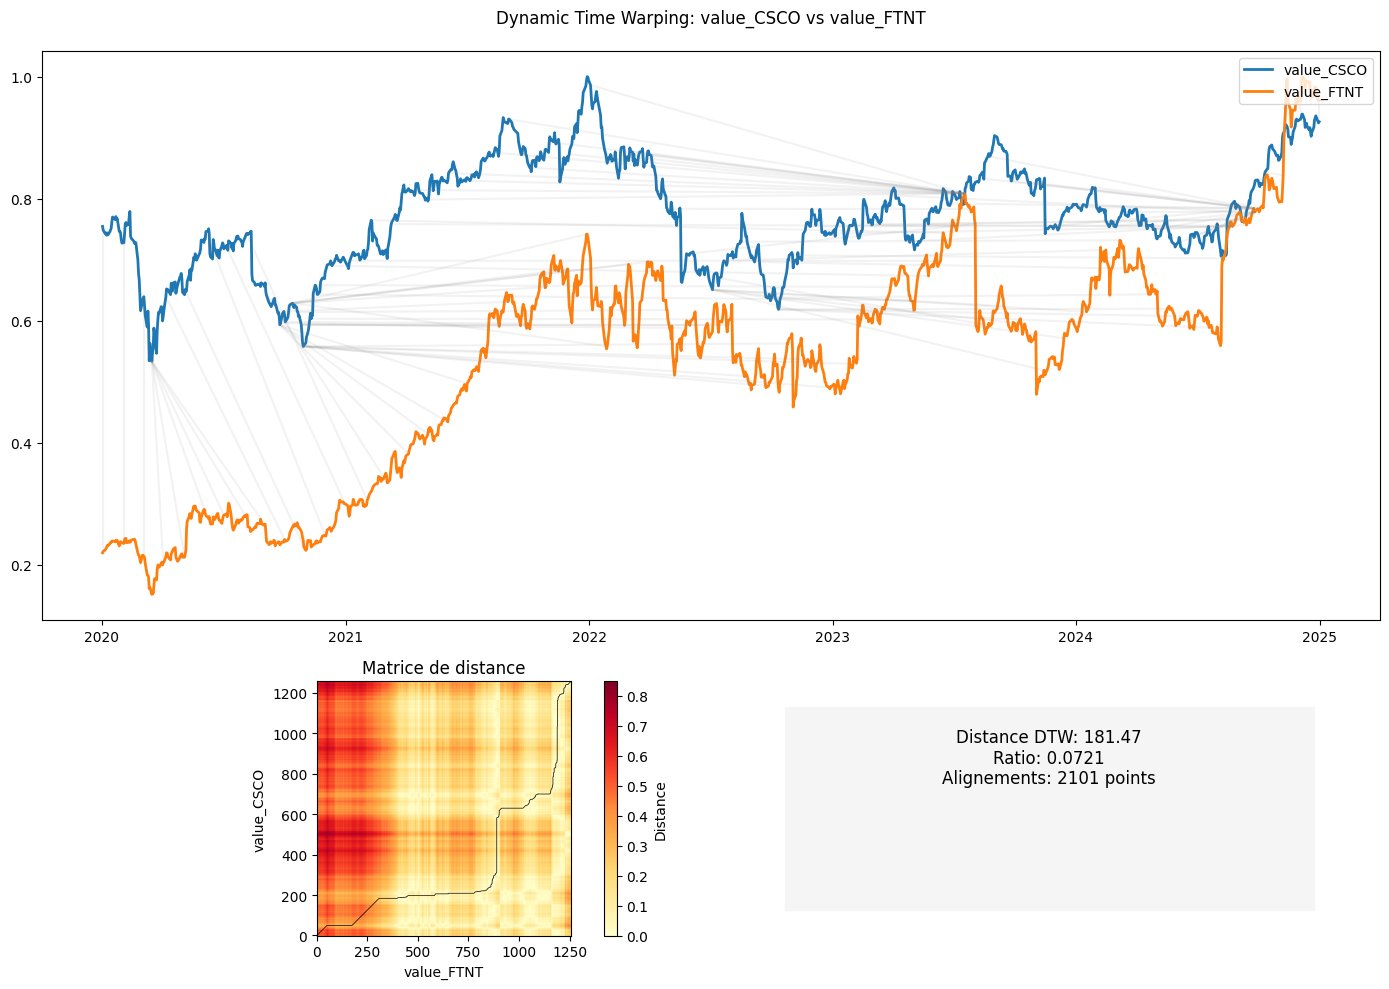 Dynamic Time Warping: value_CSCO vs value_FTNT
value_CSCO
value_FTNT
1.0
0.8
0.6
0.4
0.2
2020 2021 2022 2023 2024 2025
Matrice de distance
1200
1000
800
600
400
200
0
value_CSCO
0 250 500 750 1000 1250
value_FTNT
0.8
0.7
0.6
0.5
0.4
0.3
0.2
0.1
0.0
Distance
Distance DTW: 181.47
Ratio: 0.0721
Alignements: 2101 points